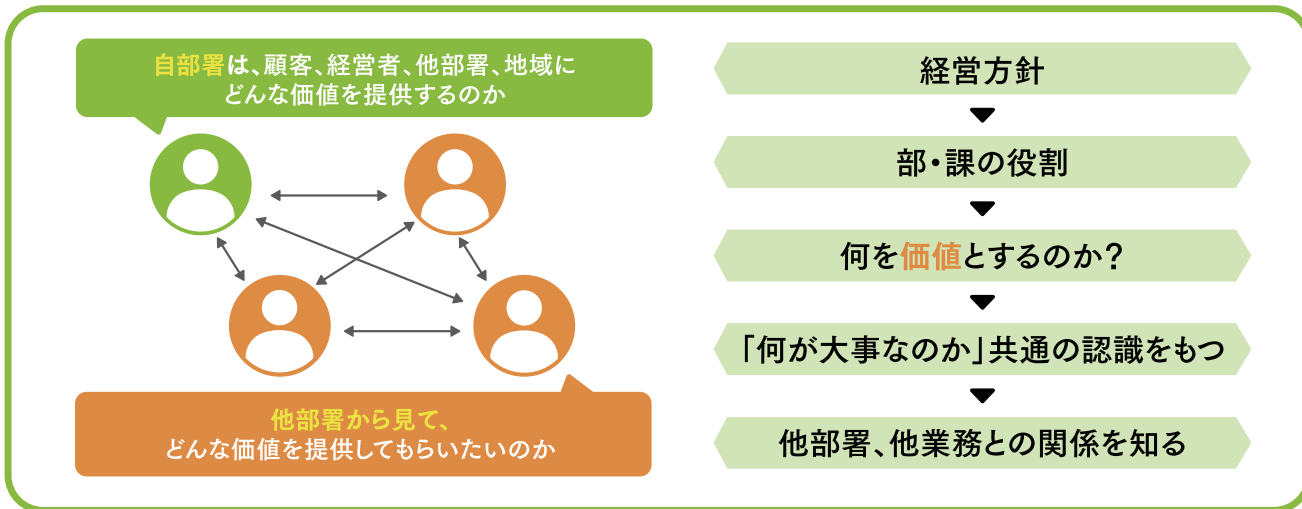 自部署は、顧客、経営者、他部署、地域に
どんな価値を提供するのか
他部署から見て、
どんな価値を提供してもらいたいのか
経営方針
部・課の役割
何を価値とするのか？
「何が大事なのか」共通の認識をもつ
他部署、他業務との関係を知る